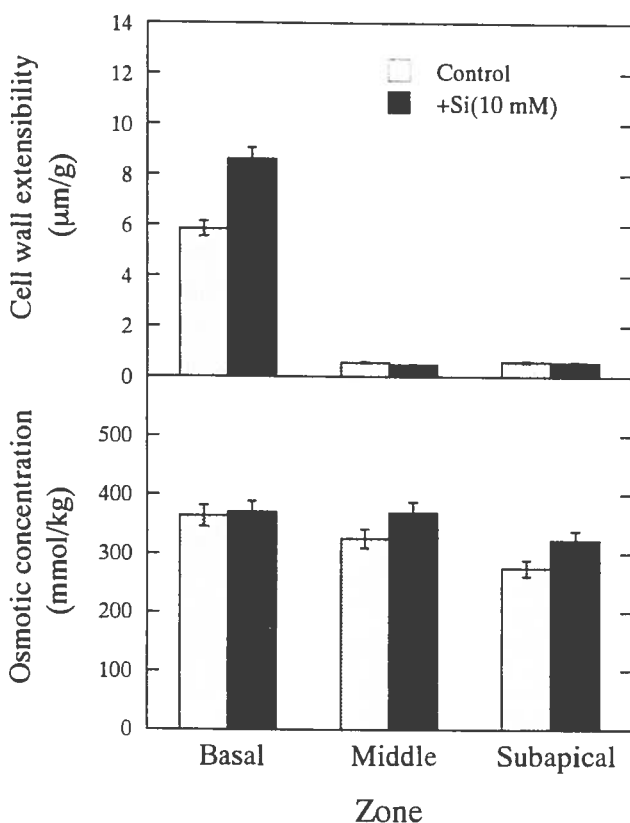 Cell wall extensibility
(μm/g)
14
12
10
8
6
4
2
0
Control
+Si(10 mM)
Osmotic concentration
(mmol/kg)
500
400
300
200
100
0
Basal Middle Subapical
Zone